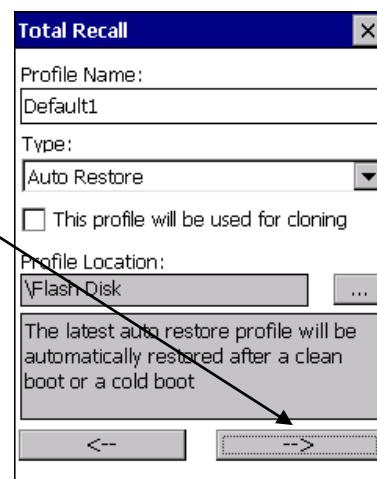 Total Recall
Profile Name:
Default1
Type:
Auto Restore
This profile will be used for cloning
Profile Location:
\Flash Disk
...
The latest auto restore profile will be
automatically restored after a clean
boot or a cold boot
<-- -->